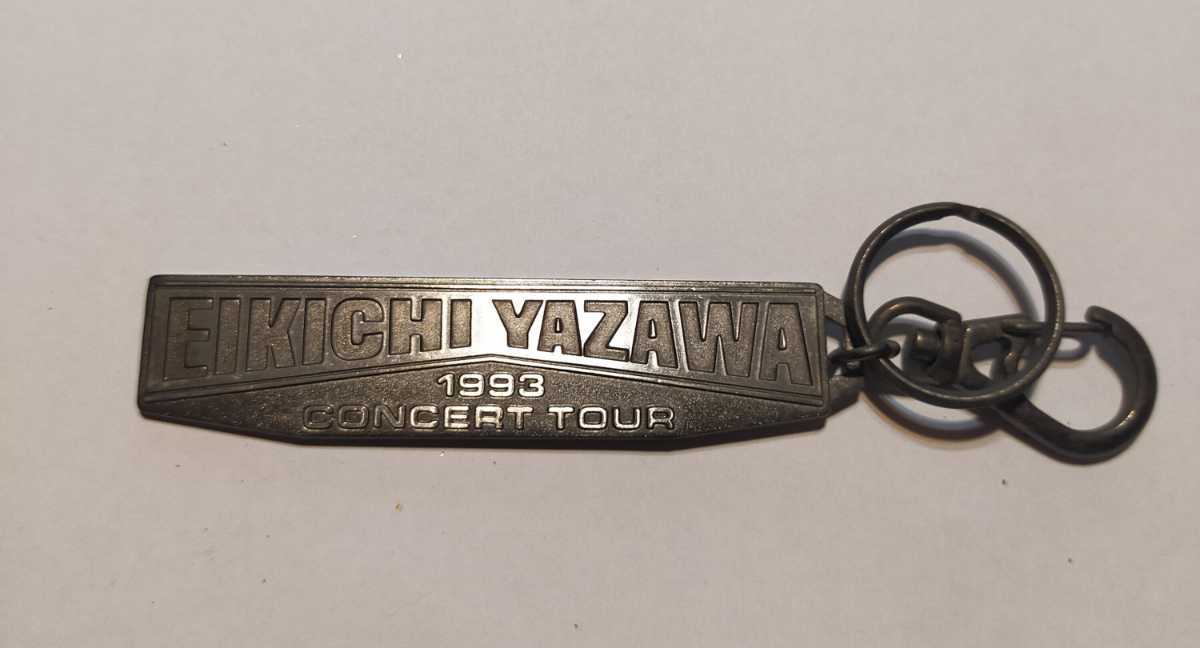 EIKICHI YAZAWA
1993
CONCERT TOUR